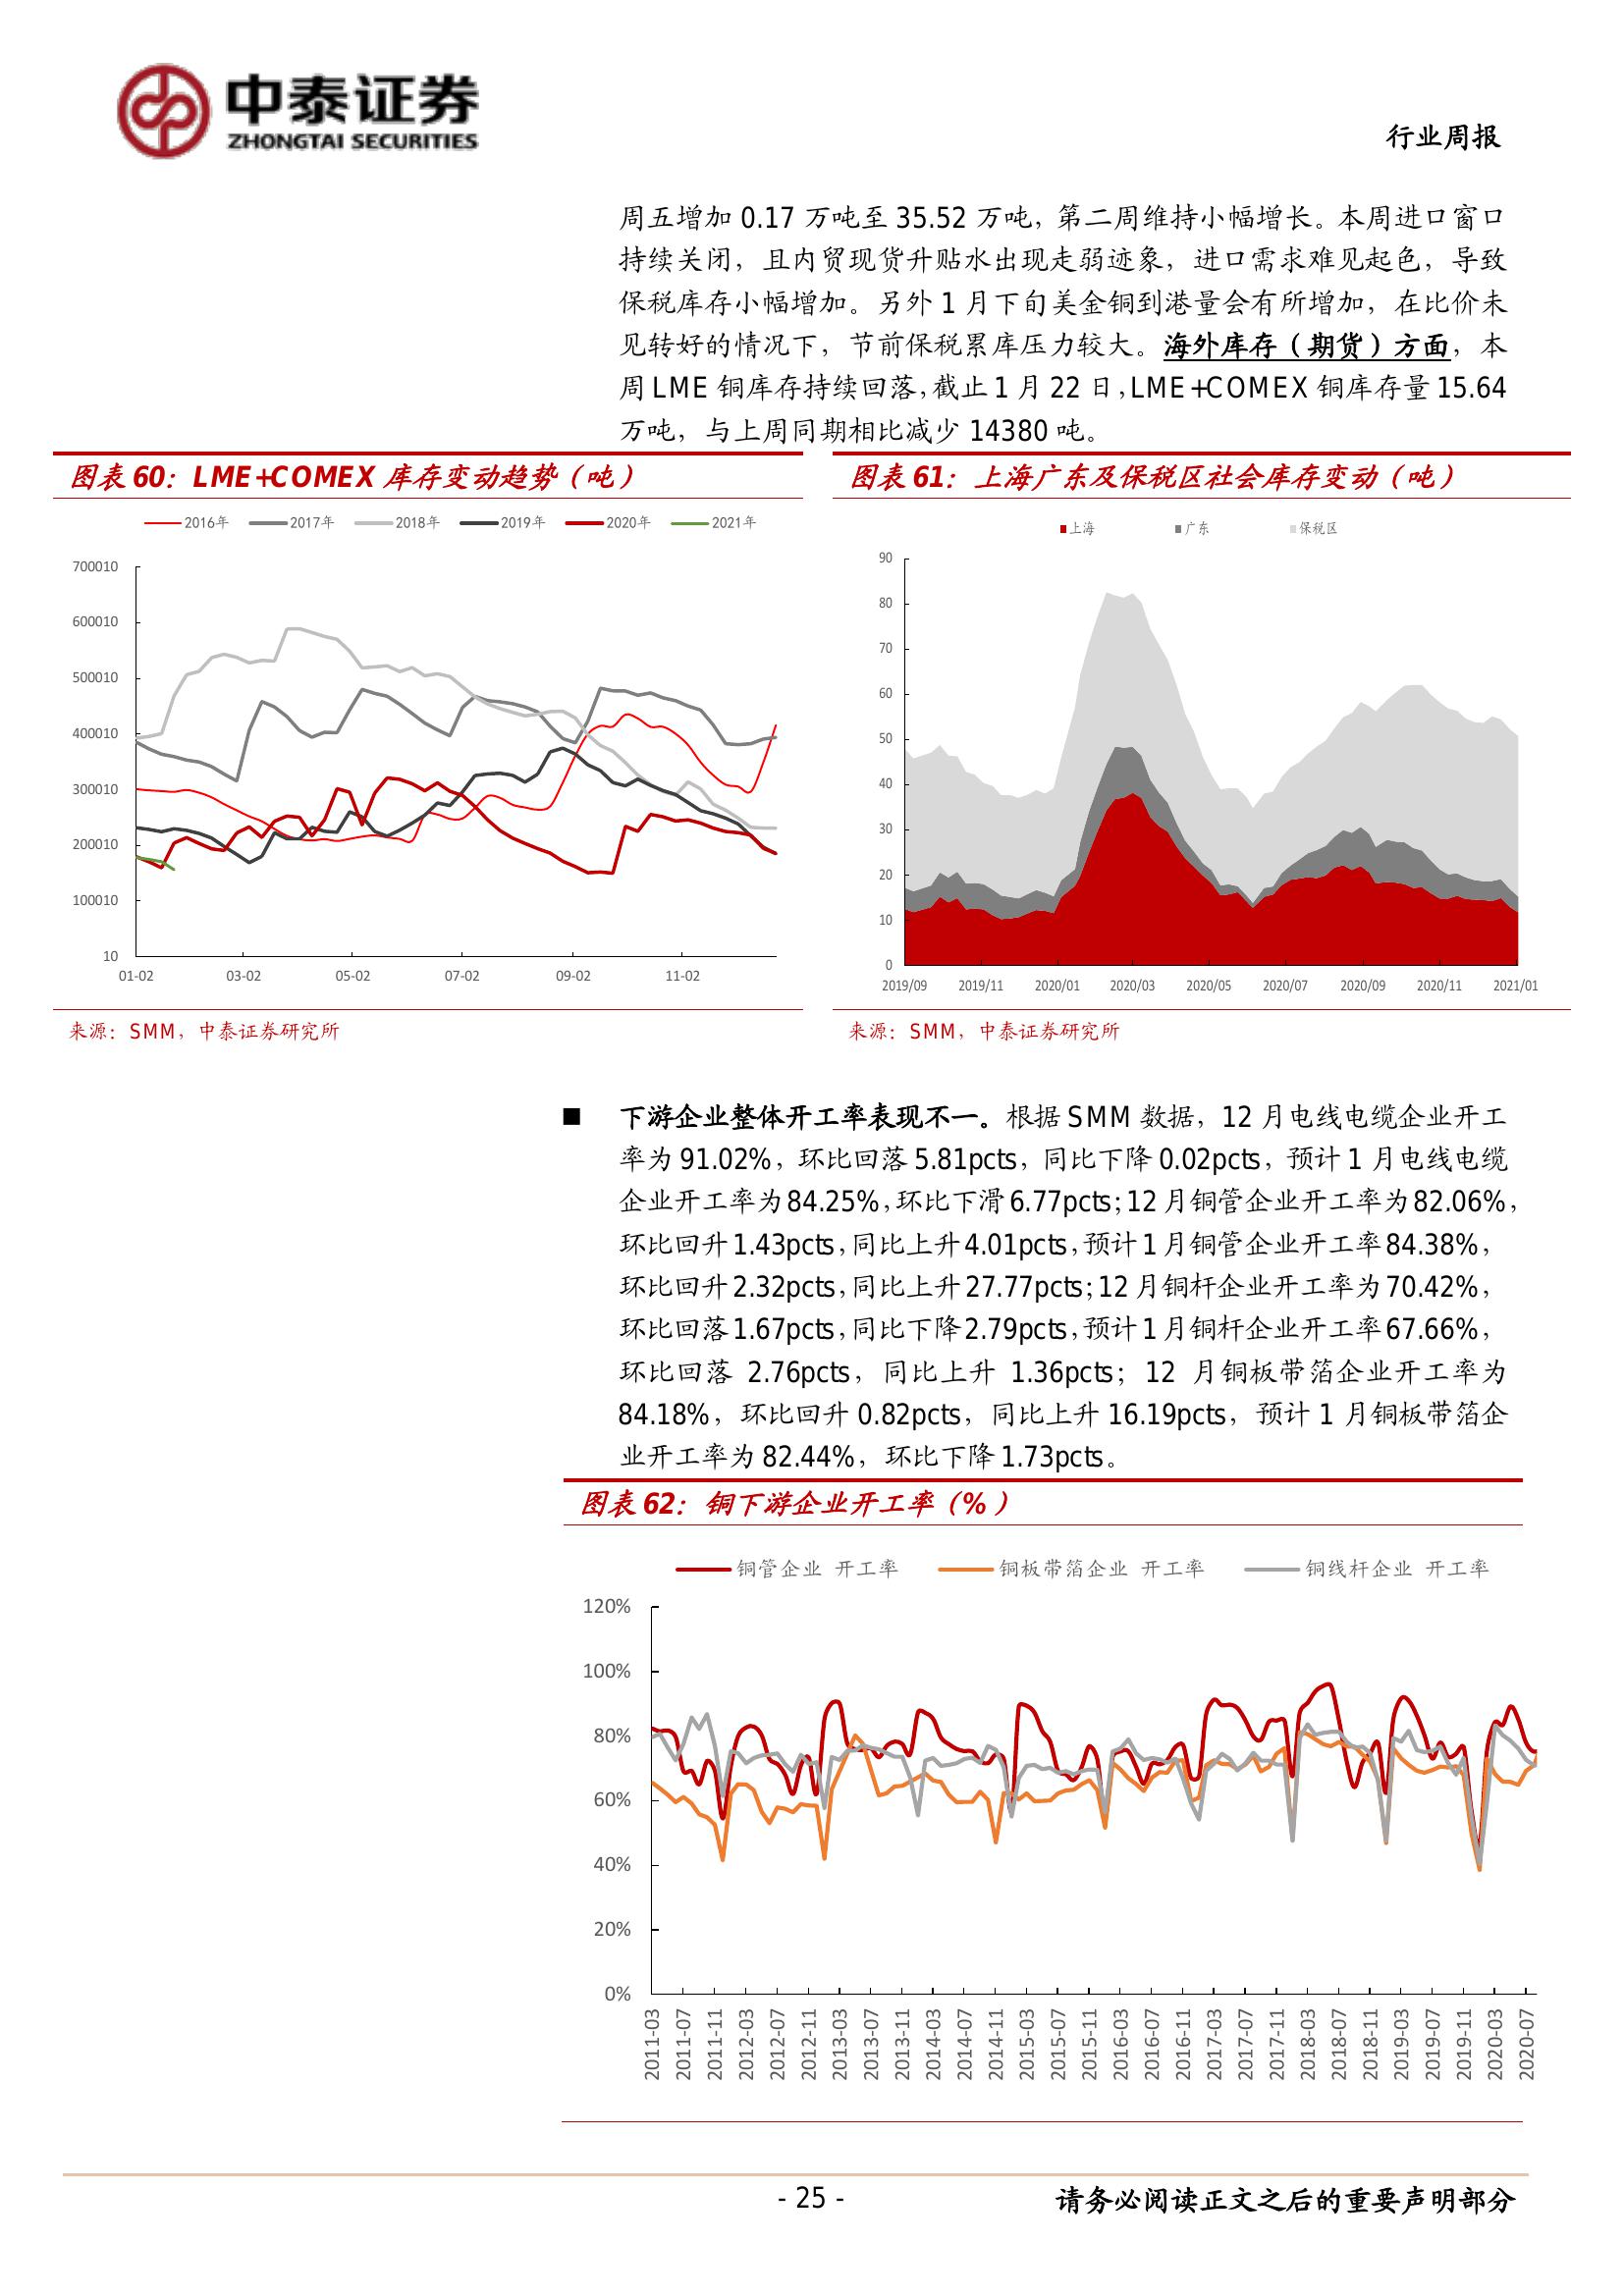 中泰证券
ZHONGTAI SECURITIES
行业周报
周五增加 0.17 万吨至 35.52 万吨，第二周维持小幅增长。本周进口窗口
持续关闭，且内贸现货升贴水出现走弱迹象，进口需求难见起色，导致
保税库存小幅增加。另外 1 月下旬美金铜到港量会有所增加，在比价未
见转好的情况下，节前保税累库压力较大。海外库存（期货）方面，本
周 LME 铜库存持续回落，截止 1 月 22 日，LME+COMEX 铜库存量 15.64
万吨，与上周同期相比减少 14380 吨。
图表 60：LME+COMEX 库存变动趋势（吨）
2016年 2017年 2018年 2019年 2020年 2021年
700010
600010
500010
400010
300010
200010
100010
10
01-02 03-02 05-02 07-02 09-02 11-02
来源：SMM，中泰证券研究所
图表 61：上海广东及保税区社会库存变动（吨）
上海 广东 保税区
90
80
70
60
50
40
30
20
10
0
2019/09 2019/11 2020/01 2020/03 2020/05 2020/07 2020/09 2020/11 2021/01
来源：SMM，中泰证券研究所
■ 下游企业整体开工率表现不一。根据 SMM 数据，12 月电线电缆企业开工
率为 91.02%，环比回落 5.81pcts，同比下降 0.02pcts，预计 1 月电线电缆
企业开工率为 84.25%，环比下滑 6.77pcts；12 月铜管企业开工率为 82.06%，
环比回升 1.43pcts，同比上升 4.01pcts，预计 1 月铜管企业开工率 84.38%，
环比回升 2.32pcts，同比上升 27.77pcts；12 月铜杆企业开工率为 70.42%，
环比回落 1.67pcts，同比下降 2.79pcts，预计 1 月铜杆企业开工率 67.66%，
环比回落 2.76pcts，同比上升 1.36pcts；12 月铜板带箔企业开工率为
84.18%，环比回升 0.82pcts，同比上升 16.19pcts，预计 1 月铜板带箔企
业开工率为 82.44%，环比下降 1.73pcts。
图表 62：铜下游企业开工率（%）
铜管企业 开工率 铜板带箔企业 开工率 铜线杆企业 开工率
120%
100%
80%
60%
40%
20%
0%
2011-03 2011-07 2011-11 2012-03 2012-07 2012-11 2013-03 2013-07 2013-11 2014-03 2014-07 2014-11 2015-03 2015-07 2015-11 2016-03 2016-07 2016-11 2017-03 2017-07 2017-11 2018-03 2018-07 2018-11 2019-03 2019-07 2019-11 2020-03 2020-07
- 25 -
请务必阅读正文之后的重要声明部分